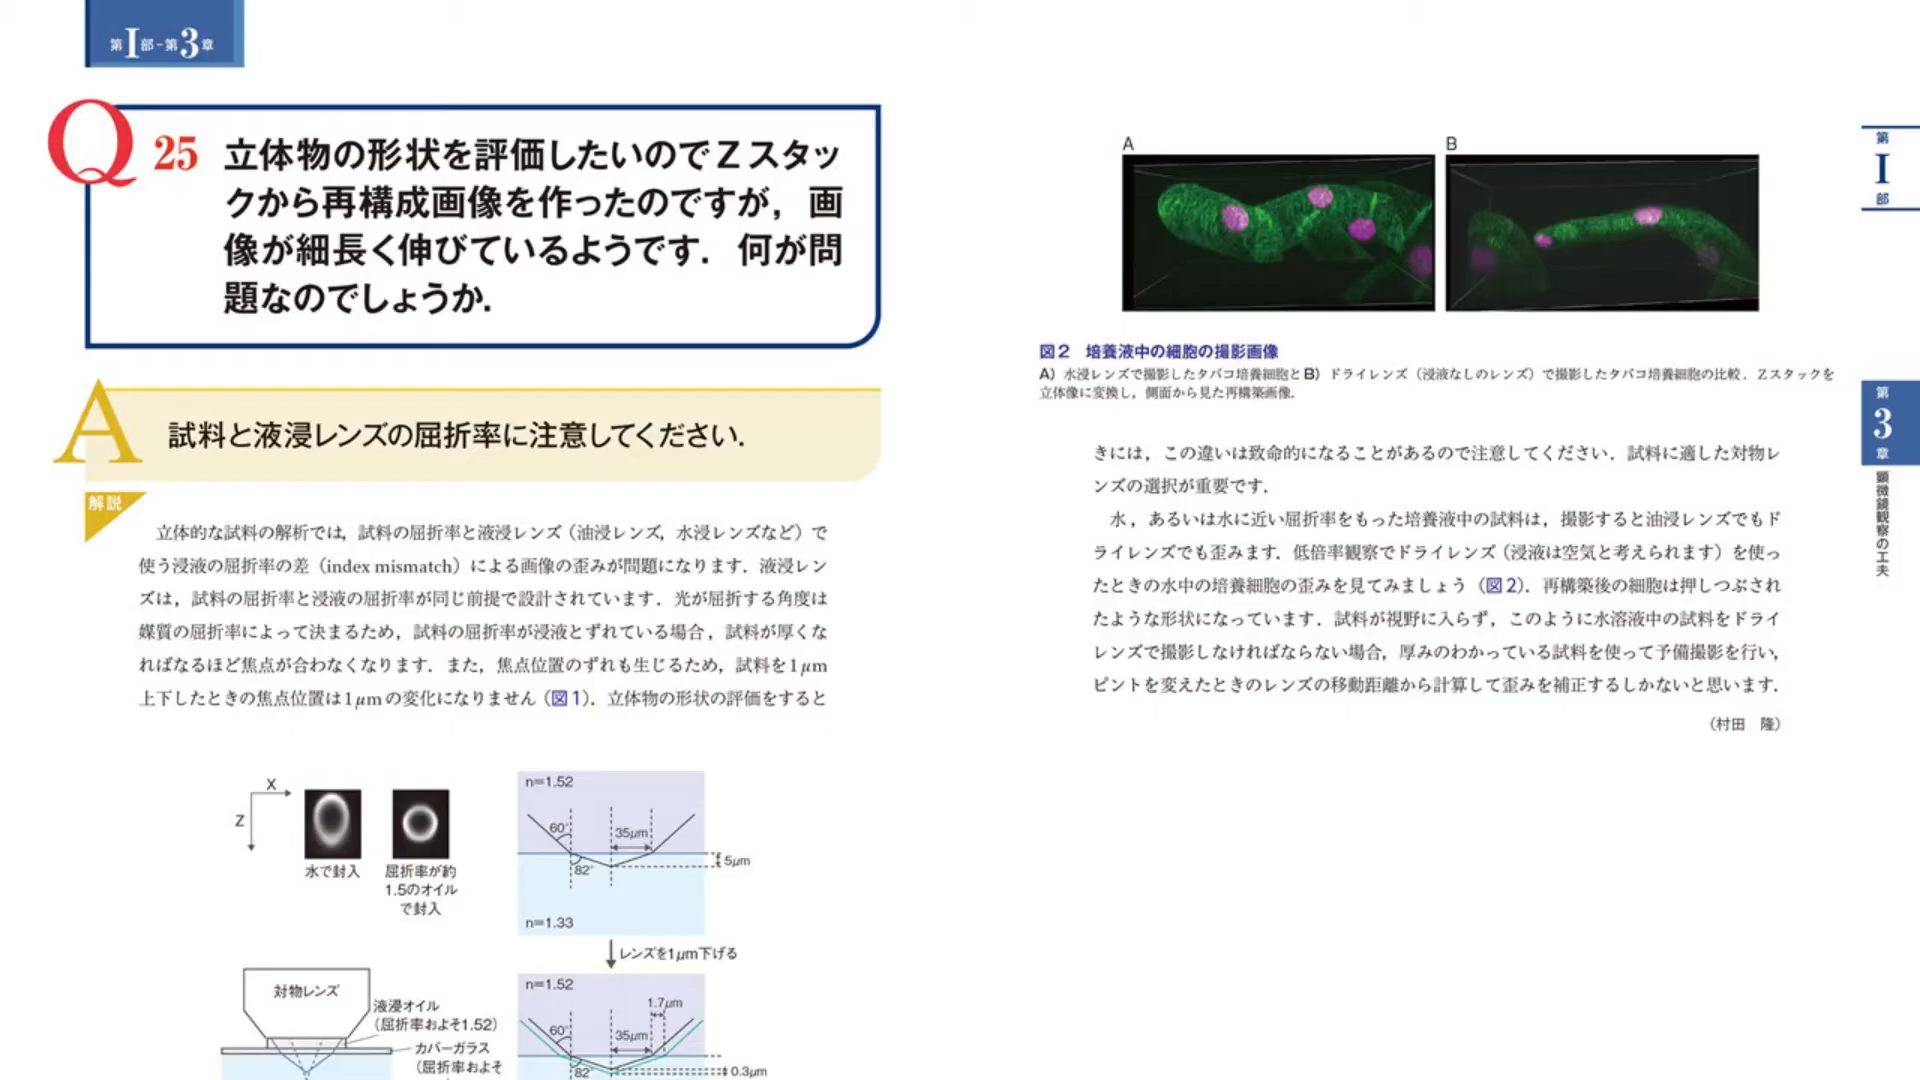 第I部-第3章
Q 25 立体物の形状を評価したいのでZスタッ
クから再構成画像を作ったのですが，画
像が細長く伸びているようです．何が問
題なのでしょうか.
A 試料と液浸レンズの屈折率に注意してください.
解説
立体的な試料の解析では，試料の屈折率と液浸レンズ（油浸レンズ，水浸レンズなど）で
使う浸液の屈折率の差（index mismatch）による画像の歪みが問題になります．液浸レン
ズは，試料の屈折率と浸液の屈折率が同じ前提で設計されています．光が屈折する角度は
媒質の屈折率によって決まるため，試料の屈折率が浸液とずれている場合，試料が厚くな
ればなるほど焦点が合わなくなります．また，焦点位置のずれも生じるため，試料を1μm
上下したときの焦点位置は1μmの変化になりません（図1）．立体物の形状の評価をすると
X
Z
水で封入
屈折率が約
1.5のオイル
で封入
n=1.52
60°
35μm
82°
5μm
n=1.33
レンズを1μm下げる
n=1.52
1.7μm
60°
35μm
82°
0.3μm
対物レンズ
液浸オイル
（屈折率およそ1.52）
カバーガラス
（屈折率およそ
A
B
図2　培養液中の細胞の撮影画像
A）水浸レンズで撮影したタバコ培養細胞とB）ドライレンズ（浸液なしのレンズ）で撮影したタバコ培養細胞の比較．Zスタックを
立体像に変換し，側面から見た再構築画像．
きには，この違いは致命的になることがあるので注意してください．試料に適した対物レ
ンズの選択が重要です．
水，あるいは水に近い屈折率をもった培養液中の試料は，撮影すると油浸レンズでもド
ライレンズでも歪みます．低倍率観察でドライレンズ（浸液は空気と考えられます）を使っ
たときの水中の培養細胞の歪みを見てみましょう（図2）．再構築後の細胞は押しつぶされ
たような形状になっています．試料が視野に入らず，このように水溶液中の試料をドライ
レンズで撮影しなければならない場合，厚みのわかっている試料を使って予備撮影を行い，
ピントを変えたときのレンズの移動距離から計算して歪みを補正するしかないと思います．
（村田　隆）
第
I
部
第
3
章
顕微鏡観察の工夫